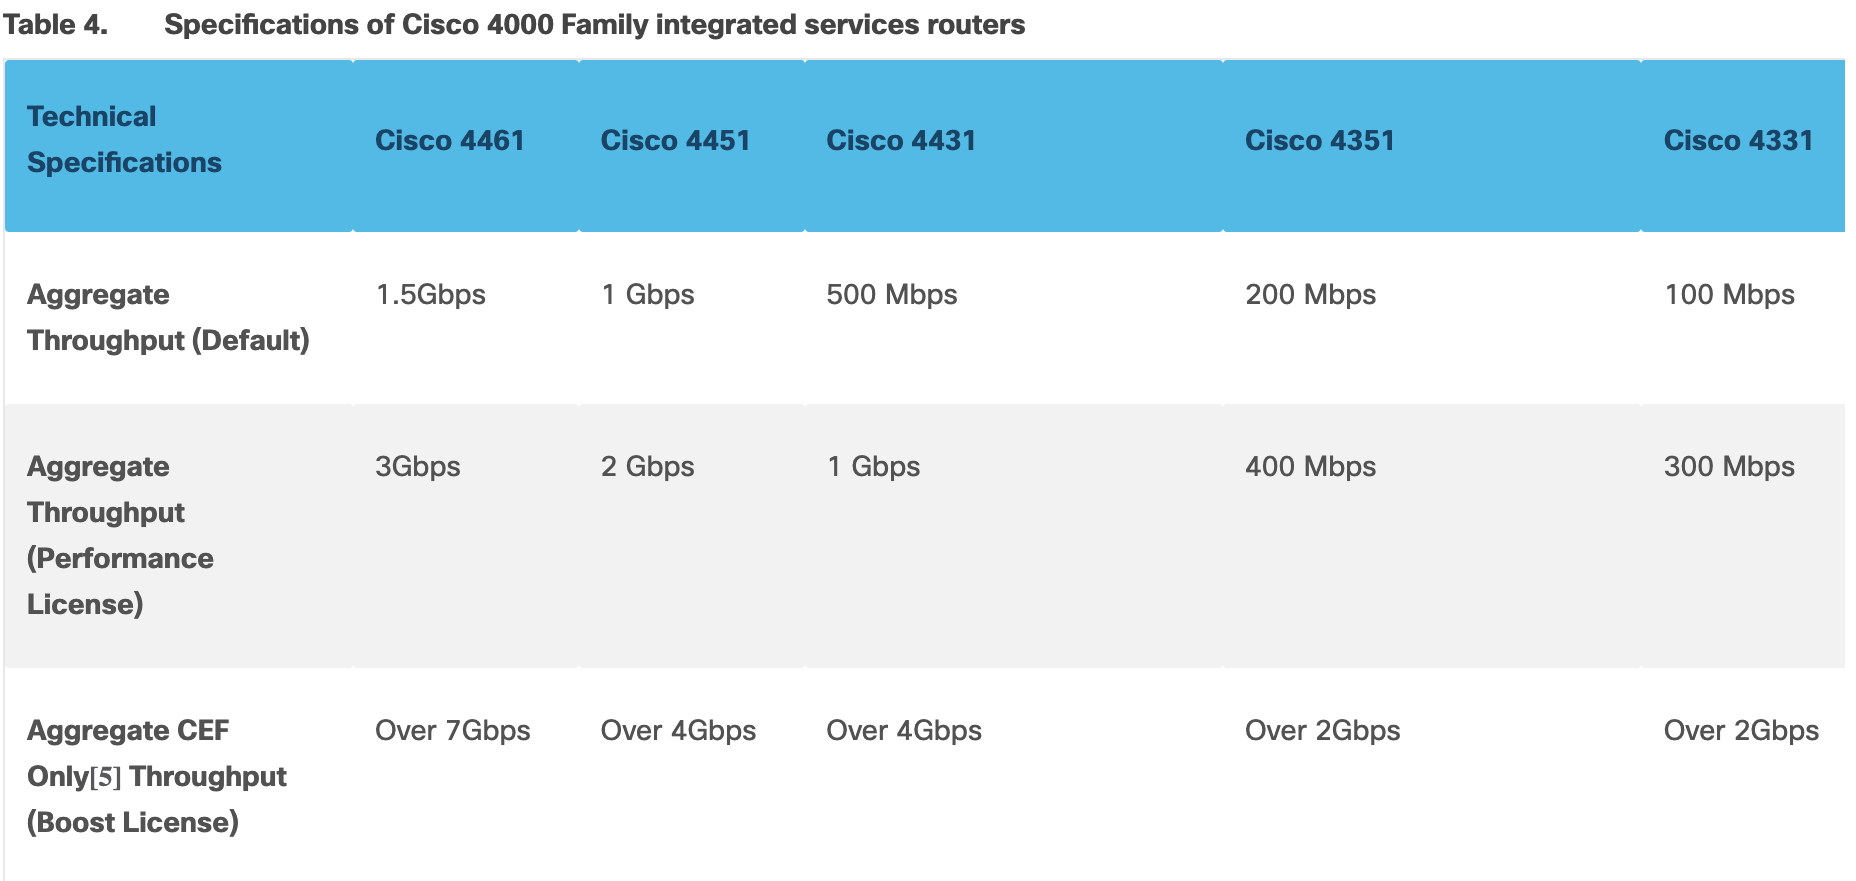 Table 4. Specifications of Cisco 4000 Family integrated services routers
Technical
Specifications
Cisco 4461
Cisco 4451
Cisco 4431
Cisco 4351
Cisco 4331
Aggregate
Throughput (Default)
1.5Gbps
1 Gbps
500 Mbps
200 Mbps
100 Mbps
Aggregate
Throughput
(Performance
License)
3Gbps
2 Gbps
1 Gbps
400 Mbps
300 Mbps
Aggregate CEF
Only[5] Throughput
(Boost License)
Over 7Gbps
Over 4Gbps
Over 4Gbps
Over 2Gbps
Over 2Gbps